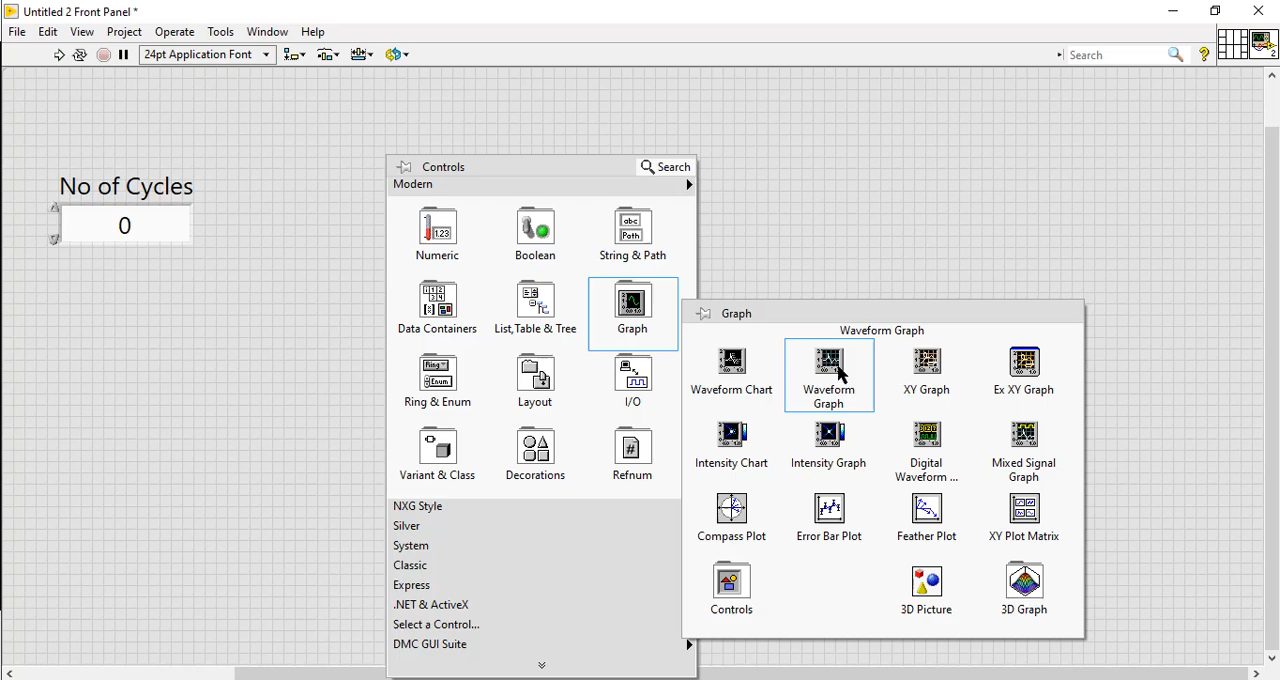 Untitled 2 Front Panel *
File Edit View Project Operate Tools Window Help
24pt Application Font
Search
?
2
No of Cycles
0
Controls
Search
Modern
Numeric
Boolean
String & Path
Data Containers
List,Table & Tree
Graph
Ring & Enum
Layout
I/O
Variant & Class
Decorations
Refnum
NXG Style
Silver
System
Classic
Express
.NET & ActiveX
Select a Control...
DMC GUI Suite
Graph
Waveform Graph
Waveform Chart
Waveform
Graph
XY Graph
Ex XY Graph
Intensity Chart
Intensity Graph
Digital
Waveform ...
Mixed Signal
Graph
Compass Plot
Error Bar Plot
Feather Plot
XY Plot Matrix
Controls
3D Picture
3D Graph